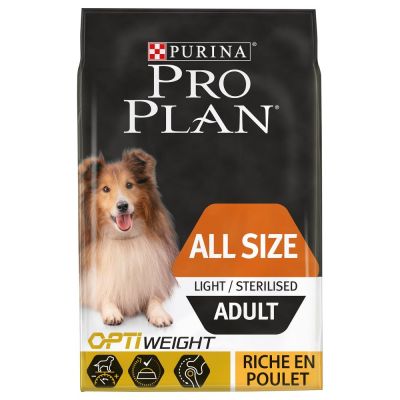 PURINA
PRO
PLAN®
ALL SIZE
LIGHT / STERILISED
ADULT
OPTIWEIGHT
RICHE EN
POULET